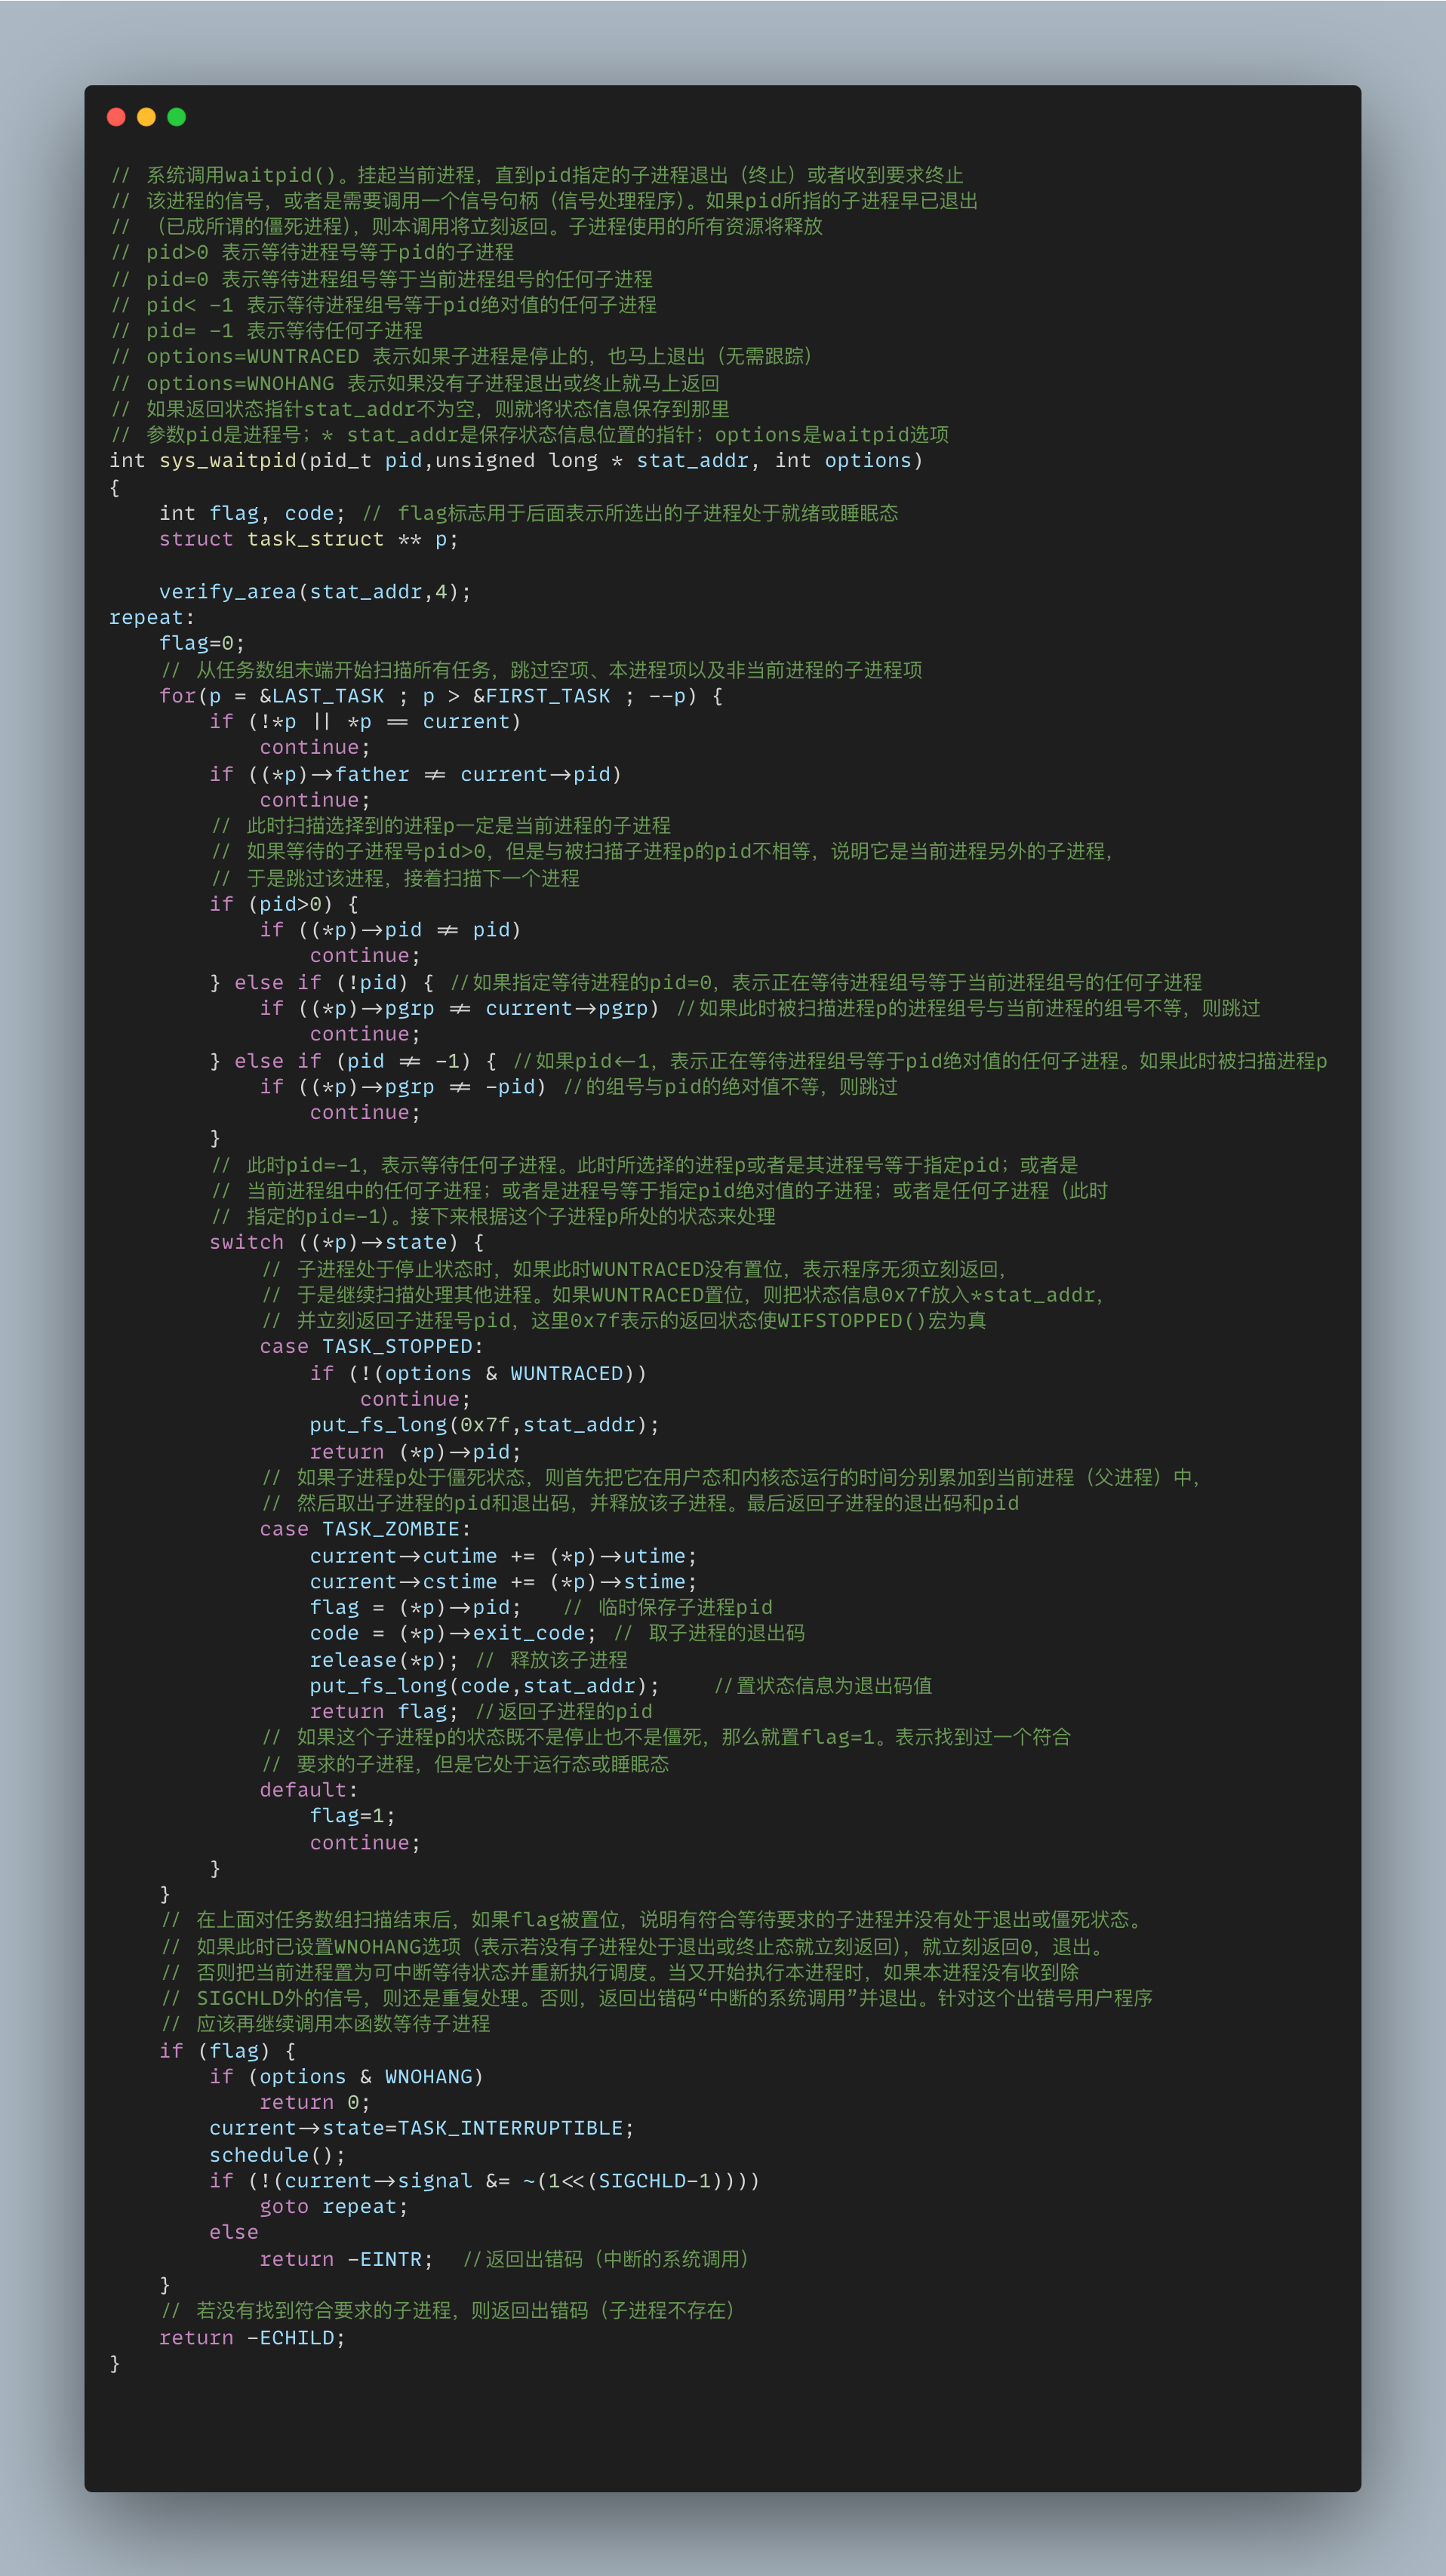 // 系统调用waitpid()。挂起当前进程，直到pid指定的子进程退出（终止）或者收到要求终止
// 该进程的信号，或者是需要调用一个信号句柄（信号处理程序）。如果pid所指的子进程早已退出
// （已成所谓的僵死进程），则本调用将立刻返回。子进程使用的所有资源将释放
// pid>0 表示等待进程号等于pid的子进程
// pid=0 表示等待进程组号等于当前进程组号的任何子进程
// pid< -1 表示等待进程组号等于pid绝对值的任何子进程
// pid= -1 表示等待任何子进程
// options=WUNTRACED 表示如果子进程是停止的，也马上退出（无需跟踪）
// options=WNOHANG 表示如果没有子进程退出或终止就马上返回
// 如果返回状态指针stat_addr不为空，则就将状态信息保存到那里
// 参数pid是进程号；* stat_addr是保存状态信息位置的指针；options是waitpid选项
int sys_waitpid(pid_t pid,unsigned long * stat_addr, int options)
{
    int flag, code; // flag标志用于后面表示所选出的子进程处于就绪或睡眠态
    struct task_struct ** p;

    verify_area(stat_addr,4);
repeat:
    flag=0;
    // 从任务数组末端开始扫描所有任务，跳过空项、本进程项以及非当前进程的子进程项
    for(p = &LAST_TASK ; p > &FIRST_TASK ; --p) {
        if (!*p || *p == current)
            continue;
        if ((*p)->father != current->pid)
            continue;
        // 此时扫描选择到的进程p一定是当前进程的子进程
        // 如果等待的子进程号pid>0，但是与被扫描子进程p的pid不相等，说明它是当前进程另外的子进程，
        // 于是跳过该进程，接着扫描下一个进程
        if (pid>0) {
            if ((*p)->pid != pid)
                continue;
        } else if (!pid) { //如果指定等待进程的pid=0，表示正在等待进程组号等于当前进程组号的任何子进程
            if ((*p)->pgrp != current->pgrp) //如果此时被扫描进程p的进程组号与当前进程的组号不等，则跳过
                continue;
        } else if (pid != -1) { //如果pid<-1，表示正在等待进程组号等于pid绝对值的任何子进程。如果此时被扫描进程p
            if ((*p)->pgrp != -pid) //的组号与pid的绝对值不等，则跳过
                continue;
        }
        // 此时pid=-1，表示等待任何子进程。此时所选择的进程p或者是其进程号等于指定pid；或者是
        // 当前进程组中的任何子进程；或者是进程号等于指定pid绝对值的子进程；或者是任何子进程（此时
        // 指定的pid=-1）。接下来根据这个子进程p所处的状态来处理
        switch ((*p)->state) {
            // 子进程处于停止状态时，如果此时WUNTRACED没有置位，表示程序无须立刻返回，
            // 于是继续扫描处理其他进程。如果WUNTRACED置位，则把状态信息0x7f放入*stat_addr，
            // 并立刻返回子进程号pid，这里0x7f表示的返回状态使WIFSTOPPED()宏为真
            case TASK_STOPPED:
                if (!(options & WUNTRACED))
                    continue;
                put_fs_long(0x7f,stat_addr);
                return (*p)->pid;
            // 如果子进程p处于僵死状态，则首先把它在用户态和内核态运行的时间分别累加到当前进程（父进程）中，
            // 然后取出子进程的pid和退出码，并释放该子进程。最后返回子进程的退出码和pid
            case TASK_ZOMBIE:
                current->cutime += (*p)->utime;
                current->cstime += (*p)->stime;
                flag = (*p)->pid;   // 临时保存子进程pid
                code = (*p)->exit_code; // 取子进程的退出码
                release(*p); // 释放该子进程
                put_fs_long(code,stat_addr);    //置状态信息为退出码值
                return flag; //返回子进程的pid
            // 如果这个子进程p的状态既不是停止也不是僵死，那么就置flag=1。表示找到过一个符合
            // 要求的子进程，但是它处于运行态或睡眠态
            default:
                flag=1;
                continue;
        }
    }
    // 在上面对任务数组扫描结束后，如果flag被置位，说明有符合等待要求的子进程并没有处于退出或僵死状态。
    // 如果此时已设置WNOHANG选项（表示若没有子进程处于退出或终止态就立刻返回），就立刻返回0，退出。
    // 否则把当前进程置为可中断等待状态并重新执行调度。当又开始执行本进程时，如果本进程没有收到除
    // SIGCHLD外的信号，则还是重复处理。否则，返回出错码“中断的系统调用”并退出。针对这个出错号用户程序
    // 应该再继续调用本函数等待子进程
    if (flag) {
        if (options & WNOHANG)
            return 0;
        current->state=TASK_INTERRUPTIBLE;
        schedule();
        if (!(current->signal &= ~(1<<(SIGCHLD-1))))
            goto repeat;
        else
            return -EINTR;  //返回出错码（中断的系统调用）
    }
    // 若没有找到符合要求的子进程，则返回出错码（子进程不存在）
    return -ECHILD;
}